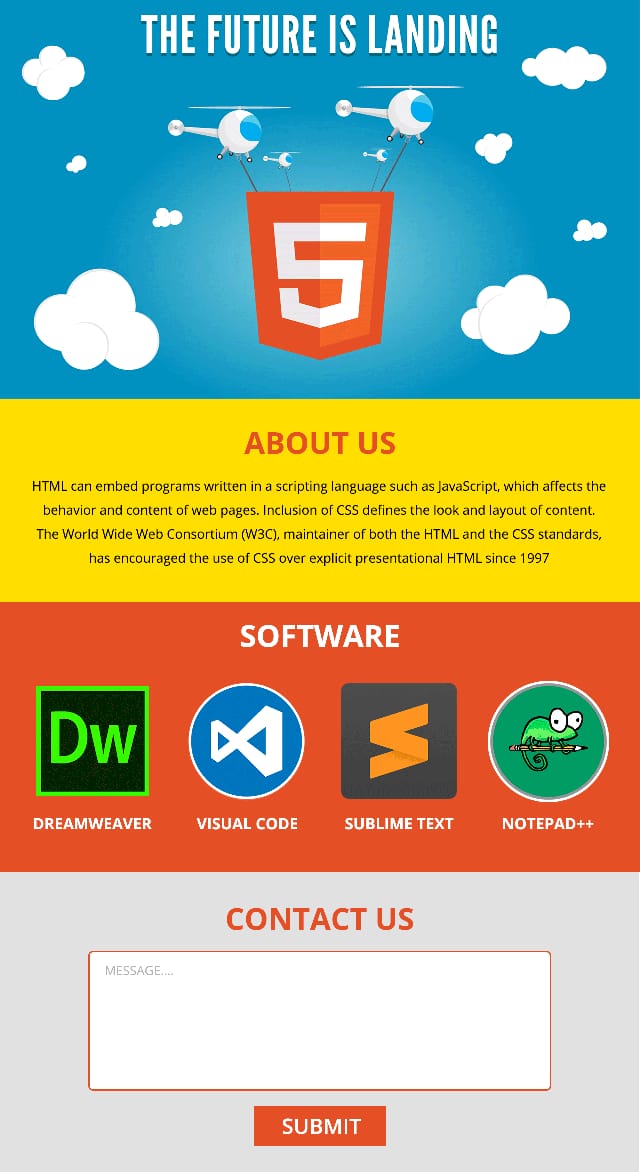 THE FUTURE IS LANDING
5
ABOUT US
HTML can embed programs written in a scripting language such as JavaScript, which affects the
behavior and content of web pages. Inclusion of CSS defines the look and layout of content.
The World Wide Web Consortium (W3C), maintainer of both the HTML and the CSS standards,
has encouraged the use of CSS over explicit presentational HTML since 1997
SOFTWARE
Dw
DREAMWEAVER
VISUAL CODE
SUBLIME TEXT
NOTEPAD++
CONTACT US
MESSAGE....
SUBMIT